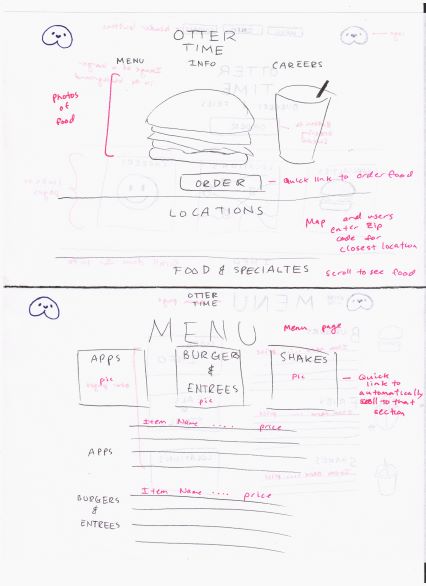 OTTER
TIME
MENU
INFO
CAREERS
Photos
of
food
ORDER
— Quick link to order food
LOCATIONS
Map and users
enter zip
code for
closest location
FOOD & SPECIALTES
scroll to see food
OTTER
TIME
MENU
Menu page
APPS
pic
BURGERS
&
ENTREES
pic
SHAKES
pic
— Quick
link to
automatically
scroll to that
section
Item Name .... price
APPS
Item Name .... price
BURGERS
&
ENTREES